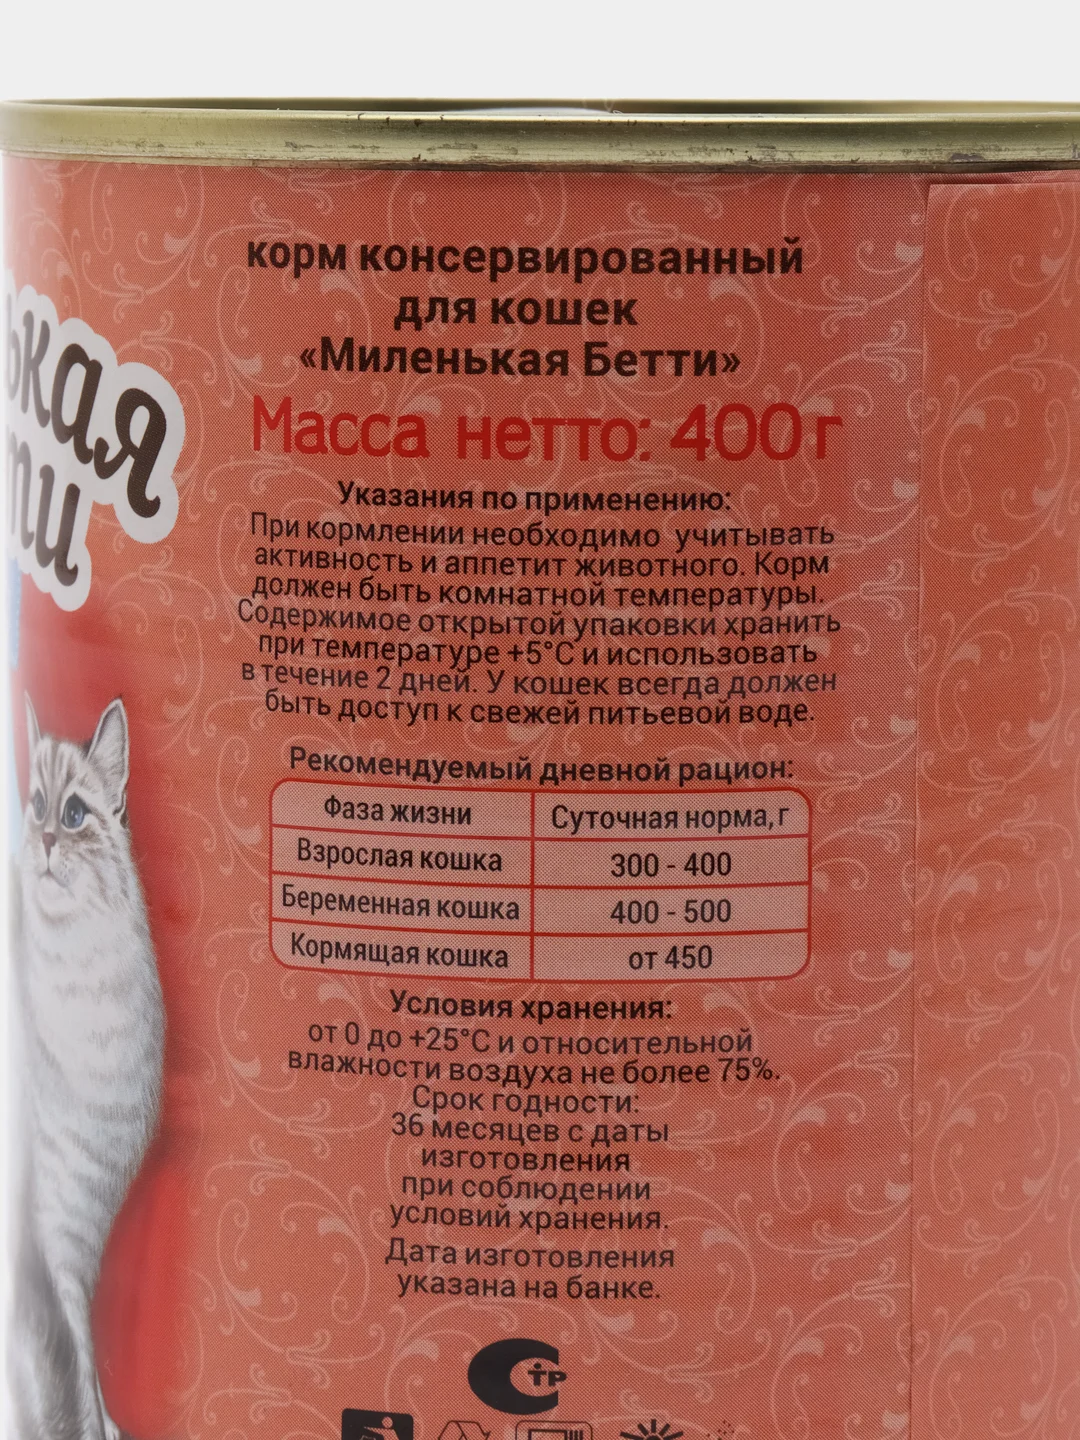 корм консервированный
для кошек
«Миленькая Бетти»
Масса нетто: 400 г
Указания по применению:
При кормлении необходимо учитывать
активность и аппетит животного. Корм
должен быть комнатной температуры.
Содержимое открытой упаковки хранить
при температуре +5°С и использовать
в течение 2 дней. У кошек всегда должен
быть доступ к свежей питьевой воде.
Рекомендуемый дневной рацион:
Фаза жизни Суточная норма, г
Взрослая кошка 300 - 400
Беременная кошка 400 - 500
Кормящая кошка от 450
Условия хранения:
от 0 до +25°С и относительной
влажности воздуха не более 75%.
Срок годности:
36 месяцев с даты
изготовления
при соблюдении
условий хранения.
Дата изготовления
указана на банке.
СТР